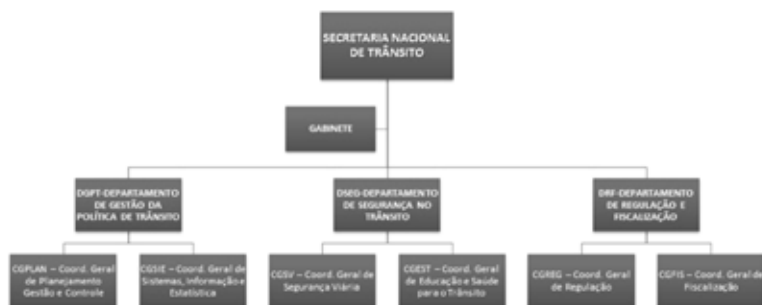 SECRETARIA NACIONAL
DE TRÂNSITO
GABINETE
DGPT-DEPARTAMENTO
DE GESTÃO DA
POLÍTICA DE TRÂNSITO
DSEG-DEPARTAMENTO
DE SEGURANÇA NO
TRÂNSITO
DRF-DEPARTAMENTO
DE REGULAÇÃO E
FISCALIZAÇÃO
CGPLAN – Coord. Geral
de Planejamento
Gestão e Controle
CGSIE – Coord. Geral de
Sistemas, Informação e
Estatística
CGSV – Coord. Geral de
Segurança Viária
CGEST – Coord. Geral
de Educação e Saúde
para o Trânsito
CGREG – Coord. Geral
de Regulação
CGFIS – Coord. Geral de
Fiscalização